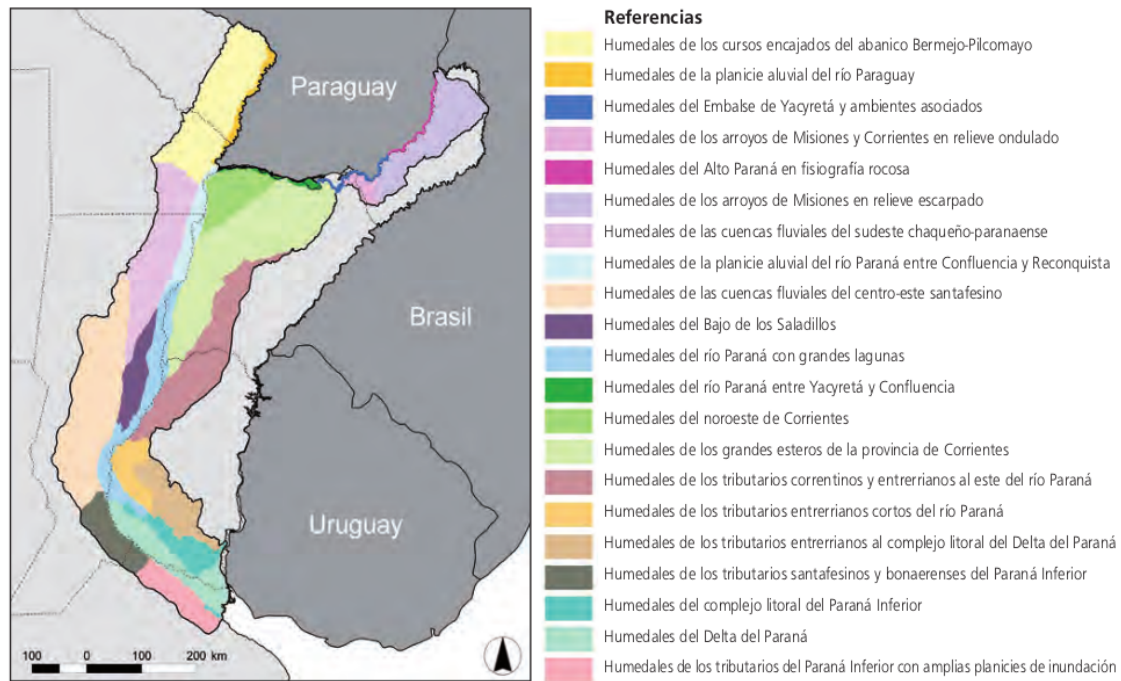 Paraguay
Brasil
Uruguay
100 0 100 200 km
Referencias
Humedales de los cursos encajados del abanico Bermejo-Pilcomayo
Humedales de la planicie aluvial del río Paraguay
Humedales del Embalse de Yacyretá y ambientes asociados
Humedales de los arroyos de Misiones y Corrientes en relieve ondulado
Humedales del Alto Paraná en fisiografía rocosa
Humedales de los arroyos de Misiones en relieve escarpado
Humedales de las cuencas fluviales del sudeste chaqueño-paranaense
Humedales de la planicie aluvial del río Paraná entre Confluencia y Reconquista
Humedales de las cuencas fluviales del centro-este santafesino
Humedales del Bajo de los Saladillos
Humedales del río Paraná con grandes lagunas
Humedales del río Paraná entre Yacyretá y Confluencia
Humedales del noroeste de Corrientes
Humedales de los grandes esteros de la provincia de Corrientes
Humedales de los tributarios correntinos y entrerrianos al este del río Paraná
Humedales de los tributarios entrerrianos cortos del río Paraná
Humedales de los tributarios entrerrianos al complejo litoral del Delta del Paraná
Humedales de los tributarios santafesinos y bonaerenses del Paraná Inferior
Humedales del complejo litoral del Paraná Inferior
Humedales del Delta del Paraná
Humedales de los tributarios del Paraná Inferior con amplias planicies de inundación